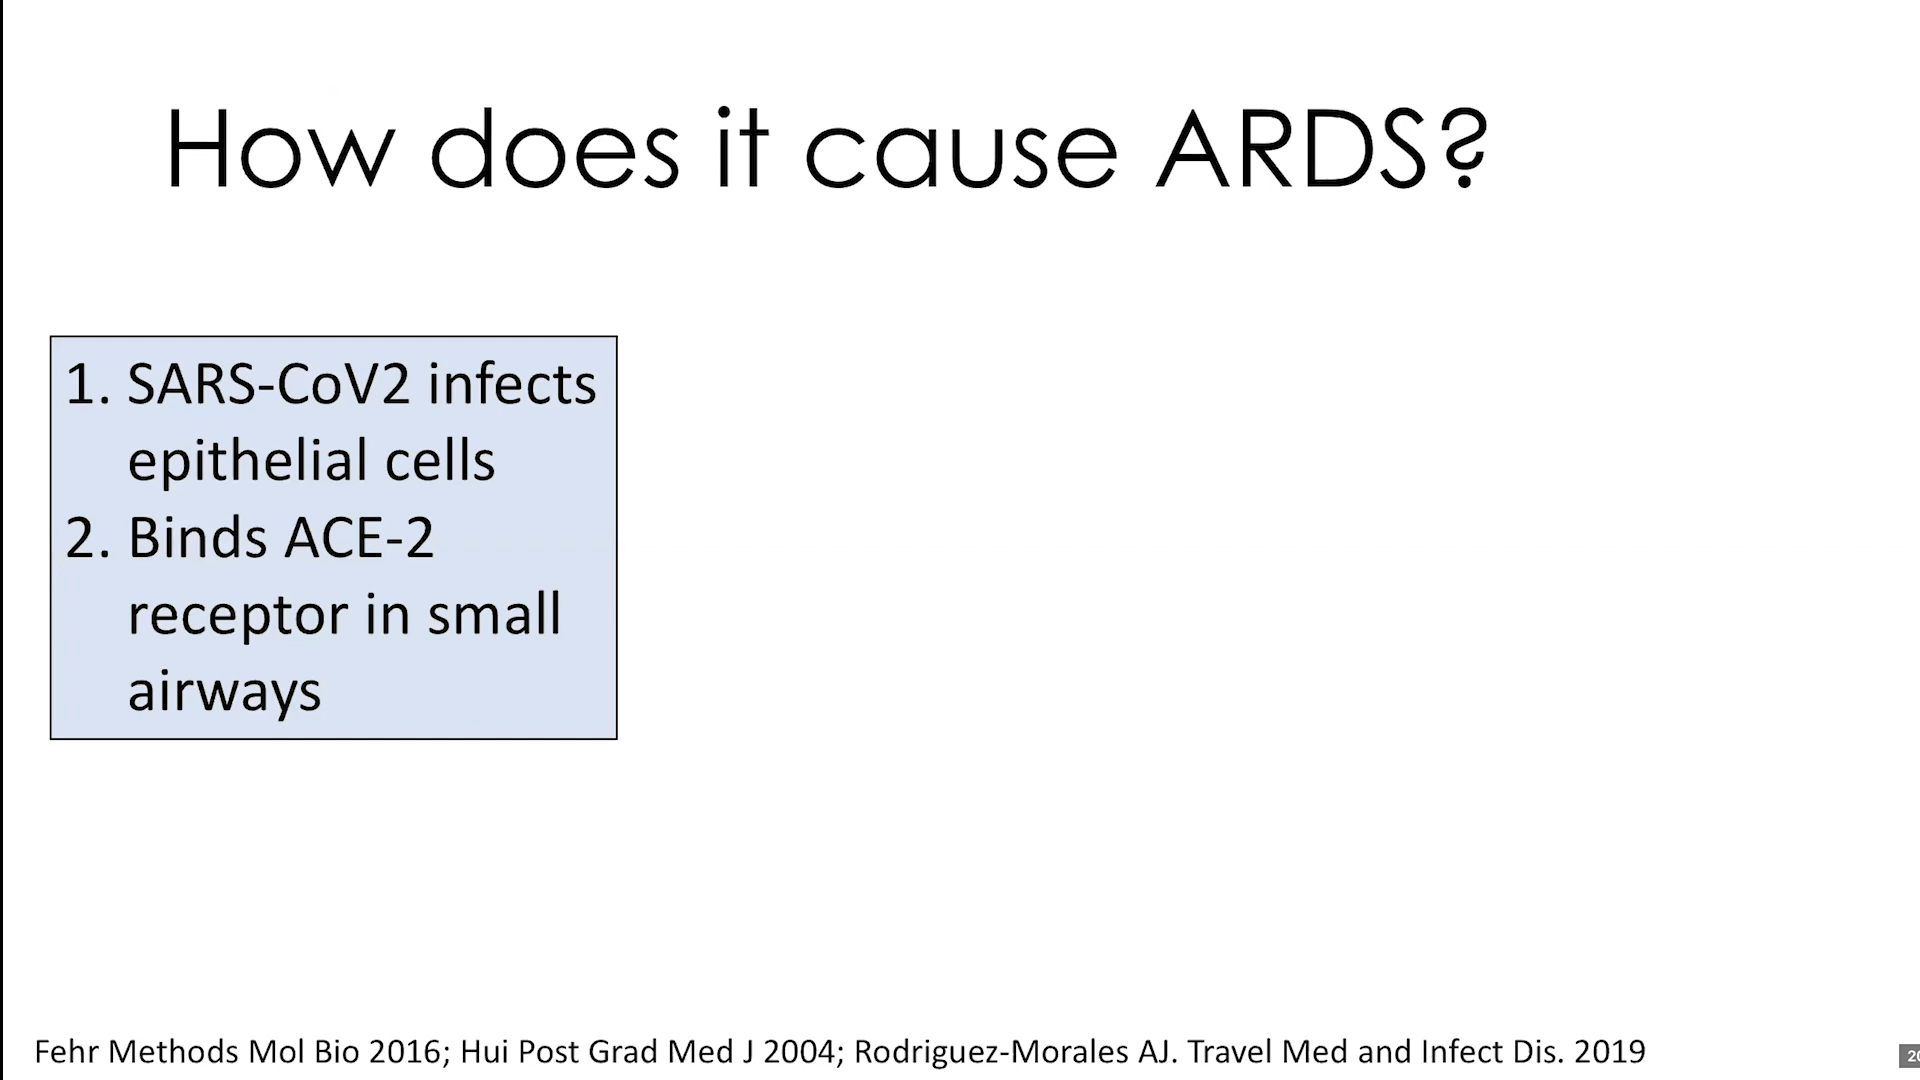 How does it cause ARDS?
1. SARS-CoV2 infects
epithelial cells
2. Binds ACE-2
receptor in small
airways
Fehr Methods Mol Bio 2016; Hui Post Grad Med J 2004; Rodriguez-Morales AJ. Travel Med and Infect Dis. 2019